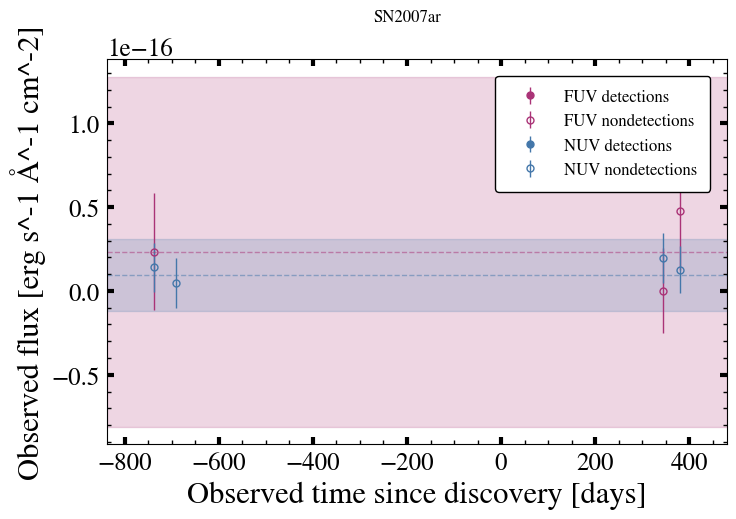 SN2007ar
1e−16
Observed flux [erg s^-1 Å^-1 cm^-2]
1.0
0.5
0.0
−0.5
FUV detections
FUV nondetections
NUV detections
NUV nondetections
−800 −600 −400 −200 0 200 400
Observed time since discovery [days]